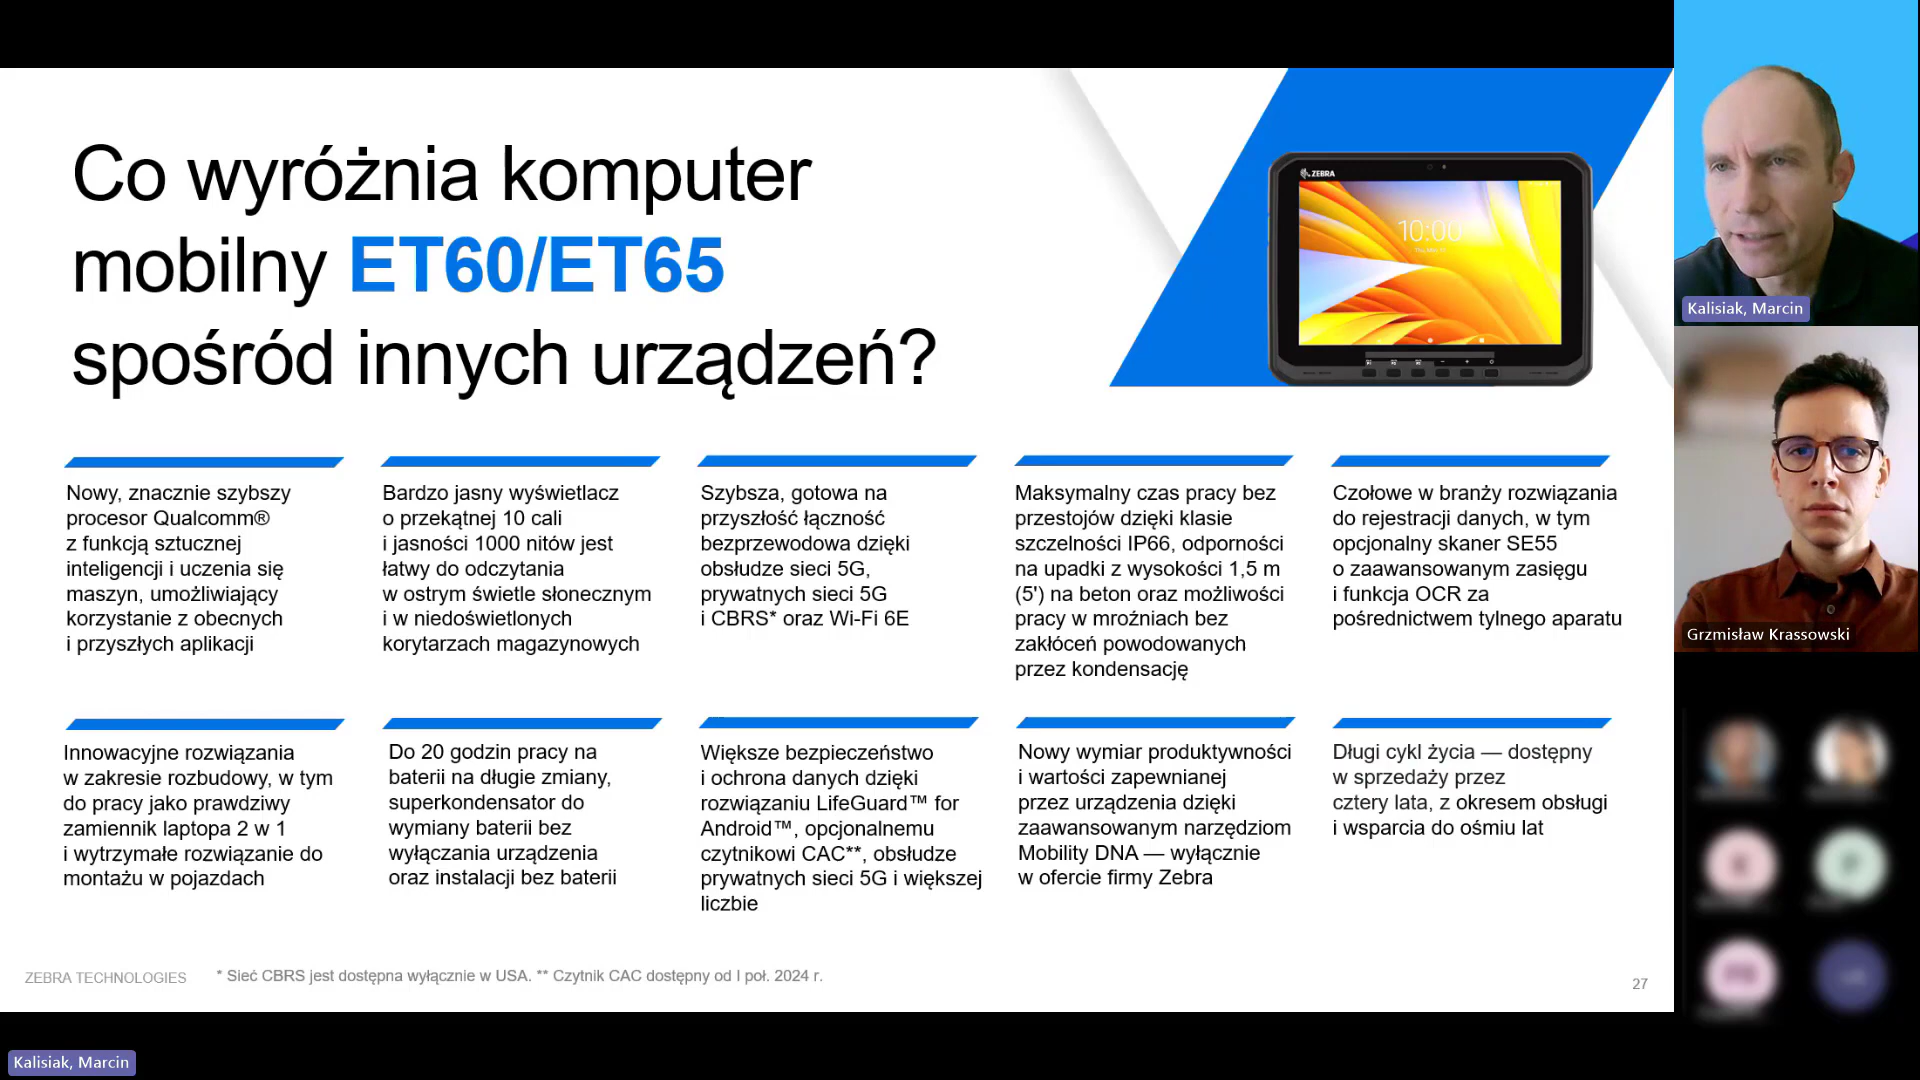 Co wyróżnia komputer
mobilny ET60/ET65
spośród innych urządzeń?
ZEBRA
10:00
Nowy, znacznie szybszy
procesor Qualcomm®
z funkcją sztucznej
inteligencji i uczenia się
maszyn, umożliwiający
korzystanie z obecnych
i przyszłych aplikacji
Bardzo jasny wyświetlacz
o przekątnej 10 cali
i jasności 1000 nitów jest
łatwy do odczytania
w ostrym świetle słonecznym
i w niedoświetlonych
korytarzach magazynowych
Szybsza, gotowa na
przyszłość łączność
bezprzewodowa dzięki
obsłudze sieci 5G,
prywatnych sieci 5G
i CBRS* oraz Wi-Fi 6E
Maksymalny czas pracy bez
przestojów dzięki klasie
szczelności IP66, odporności
na upadki z wysokości 1,5 m
(5') na beton oraz możliwości
pracy w mroźniach bez
zakłóceń powodowanych
przez kondensację
Czołowe w branży rozwiązania
do rejestracji danych, w tym
opcjonalny skaner SE55
o zaawansowanym zasięgu
i funkcja OCR za
pośrednictwem tylnego aparatu
Innowacyjne rozwiązania
w zakresie rozbudowy, w tym
do pracy jako prawdziwy
zamiennik laptopa 2 w 1
i wytrzymałe rozwiązanie do
montażu w pojazdach
Do 20 godzin pracy na
baterii na długie zmiany,
superkondensator do
wymiany baterii bez
wyłączania urządzenia
oraz instalacji bez baterii
Większe bezpieczeństwo
i ochrona danych dzięki
rozwiązaniu LifeGuard™ for
Android™, opcjonalnemu
czytnikowi CAC**, obsłudze
prywatnych sieci 5G i większej
liczbie
Nowy wymiar produktywności
i wartości zapewnianej
przez urządzenia dzięki
zaawansowanym narzędziom
Mobility DNA — wyłącznie
w ofercie firmy Zebra
Długi cykl życia — dostępny
w sprzedaży przez
cztery lata, z okresem obsługi
i wsparcia do ośmiu lat
ZEBRA TECHNOLOGIES
* Sieć CBRS jest dostępna wyłącznie w USA. ** Czytnik CAC dostępny od I poł. 2024 r.
27
Kalisiak, Marcin
Grzmisław Krassowski
Kalisiak, Marcin